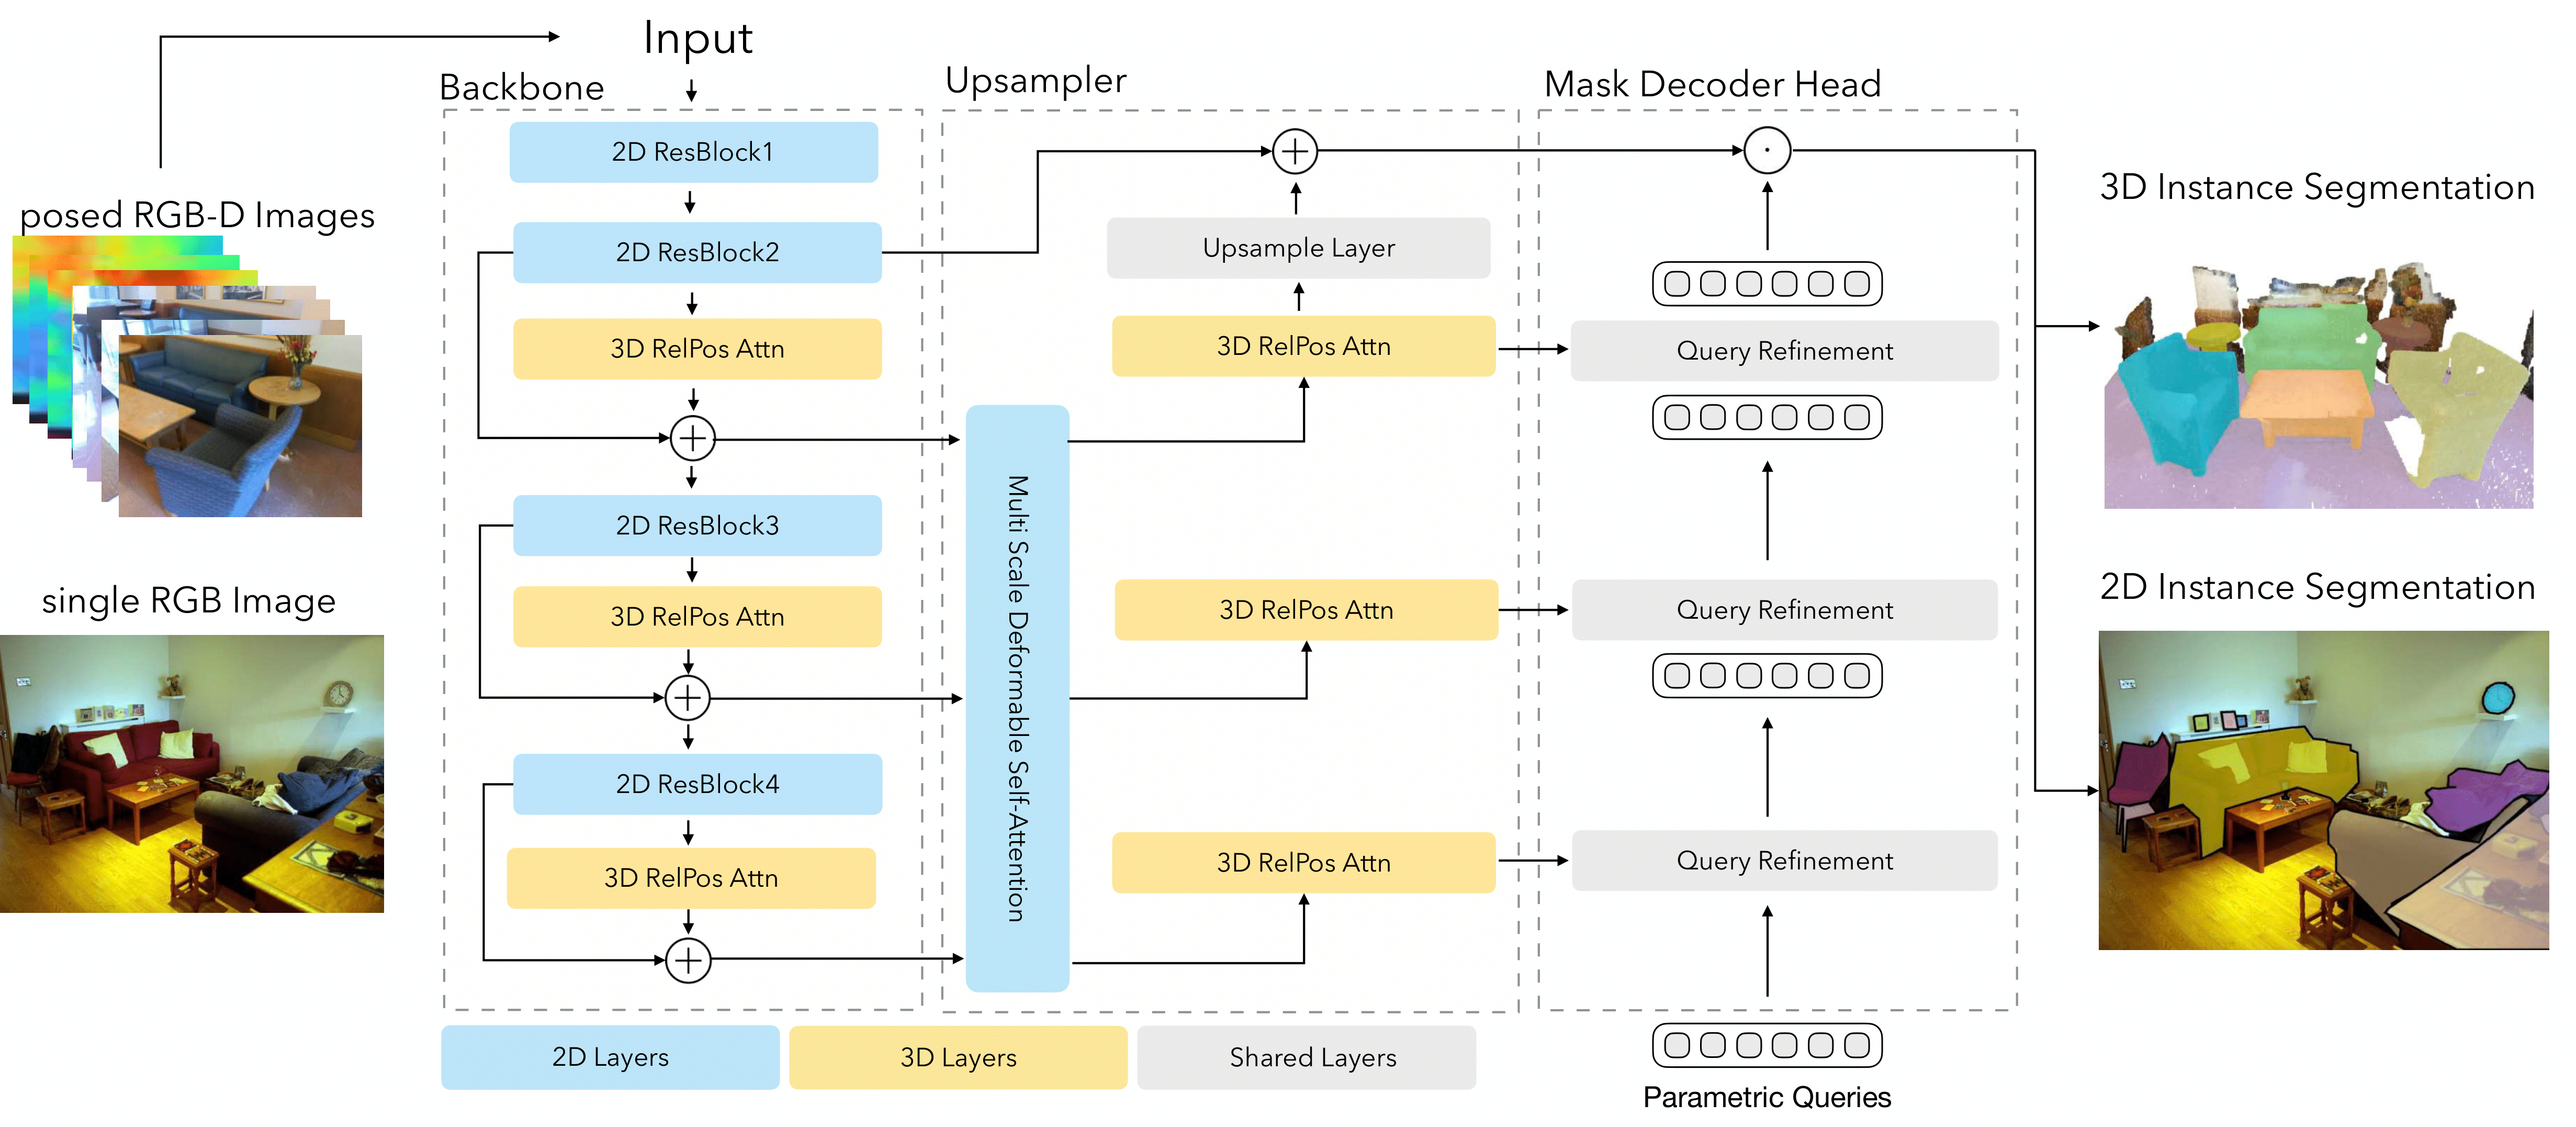 Input
Backbone
Upsampler
Mask Decoder Head
posed RGB-D Images
single RGB Image
2D ResBlock1
2D ResBlock2
3D RelPos Attn
2D ResBlock3
3D RelPos Attn
2D ResBlock4
3D RelPos Attn
Multi Scale Deformable Self-Attention
Upsample Layer
3D RelPos Attn
3D RelPos Attn
3D RelPos Attn
Query Refinement
Query Refinement
Query Refinement
3D Instance Segmentation
2D Instance Segmentation
2D Layers
3D Layers
Shared Layers
Parametric Queries